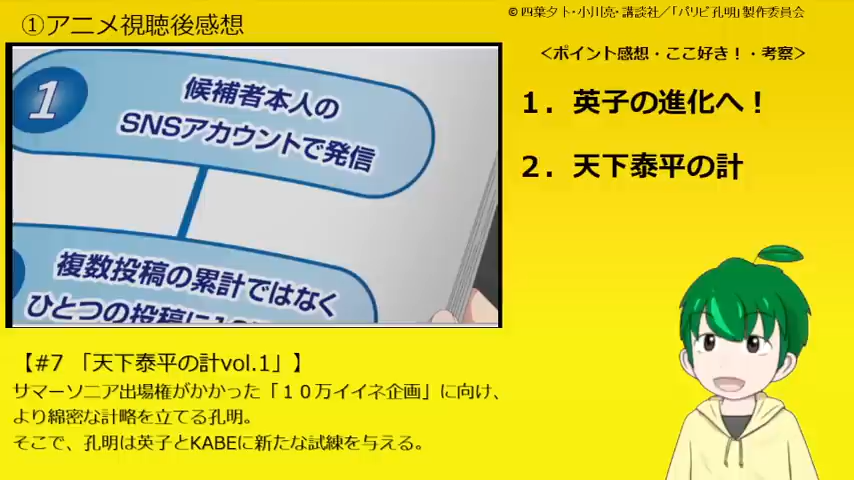 ①アニメ視聴後感想
© 四葉夕ト・小川亮・講談社／「パリピ孔明」製作委員会
＜ポイント感想・ここ好き！・考察＞
1
候補者本人の
SNSアカウントで発信
複数投稿の累計ではなく
ひとつの投稿に
１．英子の進化へ！
２．天下泰平の計
【#7 「天下泰平の計vol.1」】
サマーソニア出場権がかかった「１０万イイネ企画」に向け、
より綿密な計略を立てる孔明。
そこで、孔明は英子とKABEに新たな試練を与える。